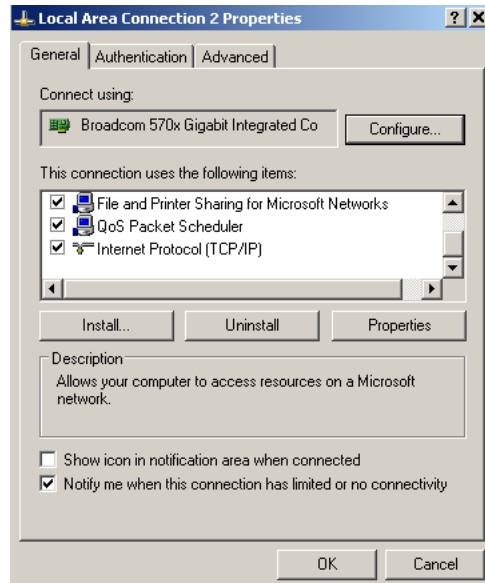 Local Area Connection 2 Properties
General Authentication Advanced
Connect using:
Broadcom 570x Gigabit Integrated Co Configure...
This connection uses the following items:
File and Printer Sharing for Microsoft Networks
QoS Packet Scheduler
Internet Protocol (TCP/IP)
Install... Uninstall Properties
Description
Allows your computer to access resources on a Microsoft
network.
Show icon in notification area when connected
Notify me when this connection has limited or no connectivity
OK Cancel